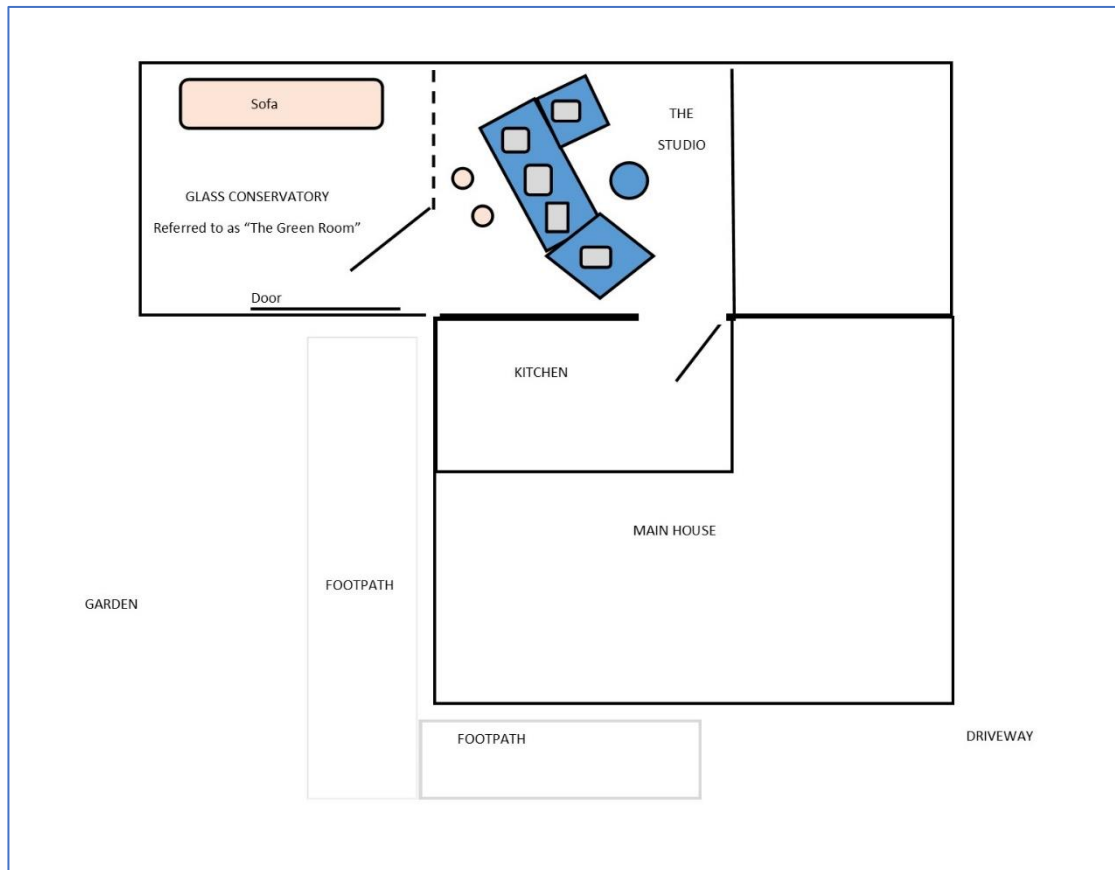 Sofa
THE
STUDIO
GLASS CONSERVATORY
Referred to as “The Green Room”
Door
KITCHEN
MAIN HOUSE
FOOTPATH
GARDEN
FOOTPATH
DRIVEWAY